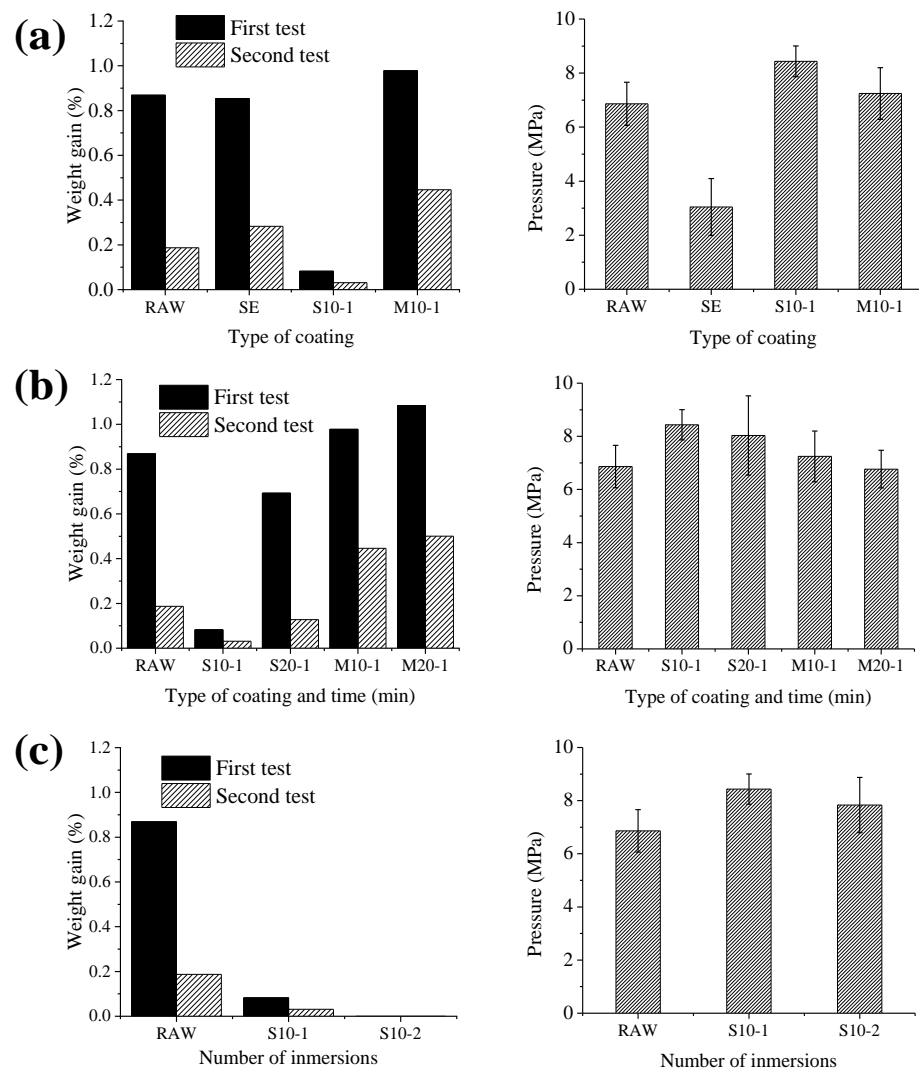 (a)
1.2
1.0
0.8
0.6
0.4
0.2
0.0
Weight gain (%)
First test
Second test
RAW SE S10-1 M10-1
Type of coating
10
8
6
4
2
0
Pressure (MPa)
RAW SE S10-1 M10-1
Type of coating
(b)
1.2
1.0
0.8
0.6
0.4
0.2
0.0
Weight gain (%)
First test
Second test
RAW S10-1 S20-1 M10-1 M20-1
Type of coating and time (min)
10
8
6
4
2
0
Pressure (MPa)
RAW S10-1 S20-1 M10-1 M20-1
Type of coating and time (min)
(c)
1.2
1.0
0.8
0.6
0.4
0.2
0.0
Weight gain (%)
First test
Second test
RAW S10-1 S10-2
Number of inmersions
10
8
6
4
2
0
Pressure (MPa)
RAW S10-1 S10-2
Number of inmersions